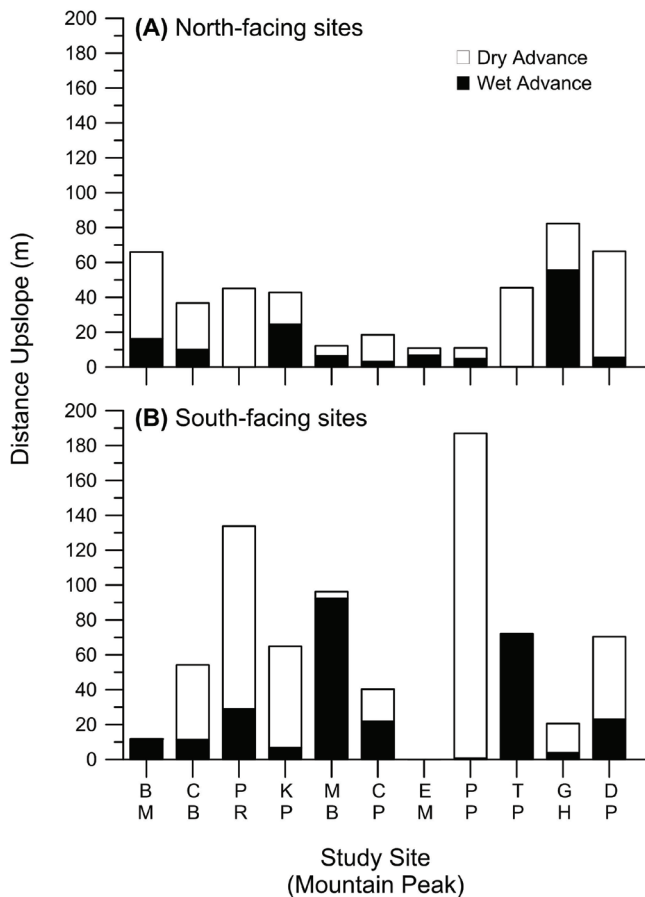 (A) North-facing sites
Dry Advance
Wet Advance
200
180
160
140
120
100
80
60
40
20
0
Distance Upslope (m)
(B) South-facing sites
200
180
160
140
120
100
80
60
40
20
0
B C P K M C E P T G D
M B R P B P M P P H P
Study Site
(Mountain Peak)